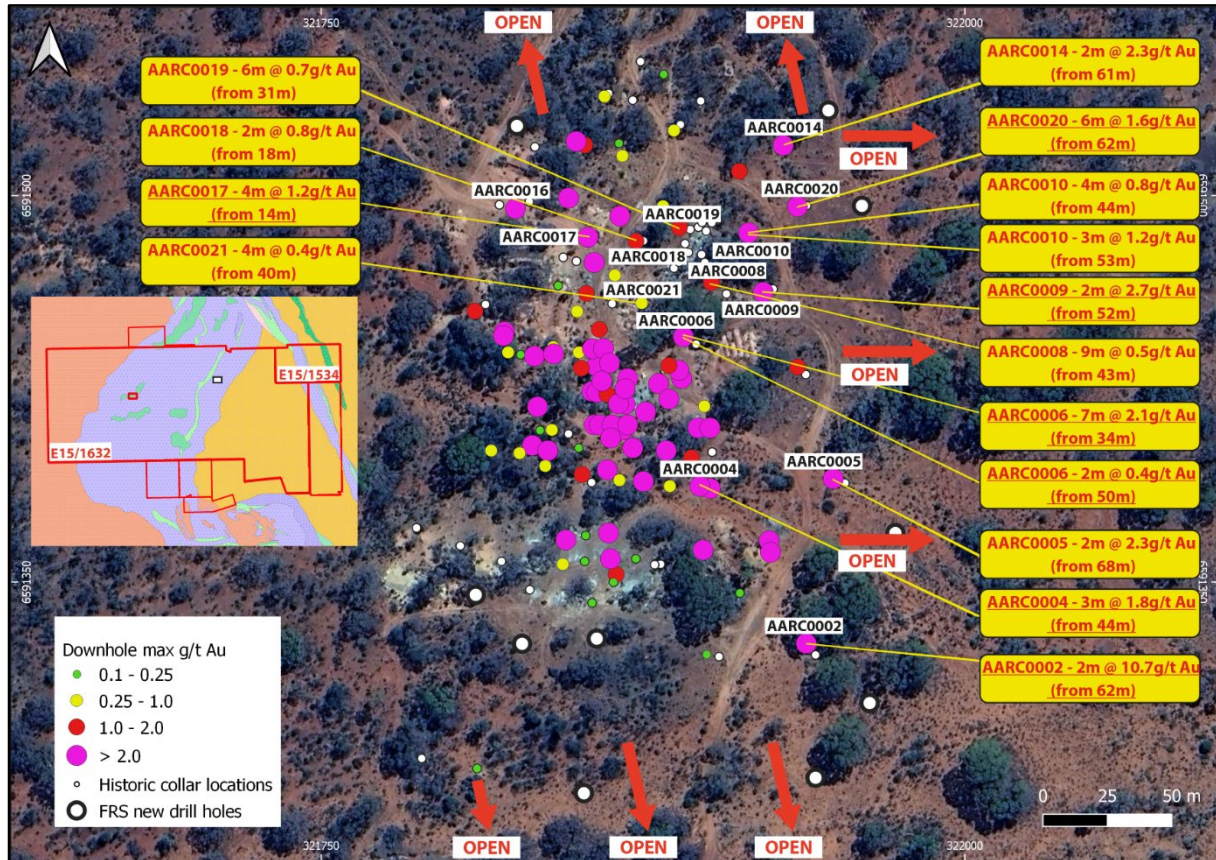 321750
322000
OPEN
OPEN
AARC0014 - 2m @ 2.3g/t Au
(from 61m)
AARC0019 - 6m @ 0.7g/t Au
(from 31m)
AARC0020 - 6m @ 1.6g/t Au
(from 62m)
AARC0018 - 2m @ 0.8g/t Au
(from 18m)
AARC0010 - 4m @ 0.8g/t Au
(from 44m)
AARC0017 - 4m @ 1.2g/t Au
(from 14m)
AARC0010 - 3m @ 1.2g/t Au
(from 53m)
AARC0021 - 4m @ 0.4g/t Au
(from 40m)
AARC0009 - 2m @ 2.7g/t Au
(from 52m)
AARC0008 - 9m @ 0.5g/t Au
(from 43m)
AARC0006 - 7m @ 2.1g/t Au
(from 34m)
AARC0006 - 2m @ 0.4g/t Au
(from 50m)
AARC0005 - 2m @ 2.3g/t Au
(from 68m)
AARC0004 - 3m @ 1.8g/t Au
(from 44m)
AARC0002 - 2m @ 10.7g/t Au
(from 62m)
AARC0014
OPEN
AARC0016
AARC0020
6591500
6591500
AARC0019
AARC0017
AARC0018
AARC0010
AARC0008
AARC0021
AARC0009
AARC0006
OPEN
E15/1534
E15/1632
AARC0004
AARC0005
OPEN
6591350
6591350
AARC0002
Downhole max g/t Au
0.1 - 0.25
0.25 - 1.0
1.0 - 2.0
> 2.0
Historic collar locations
FRS new drill holes
0 25 50 m
OPEN
OPEN
OPEN
321750
322000